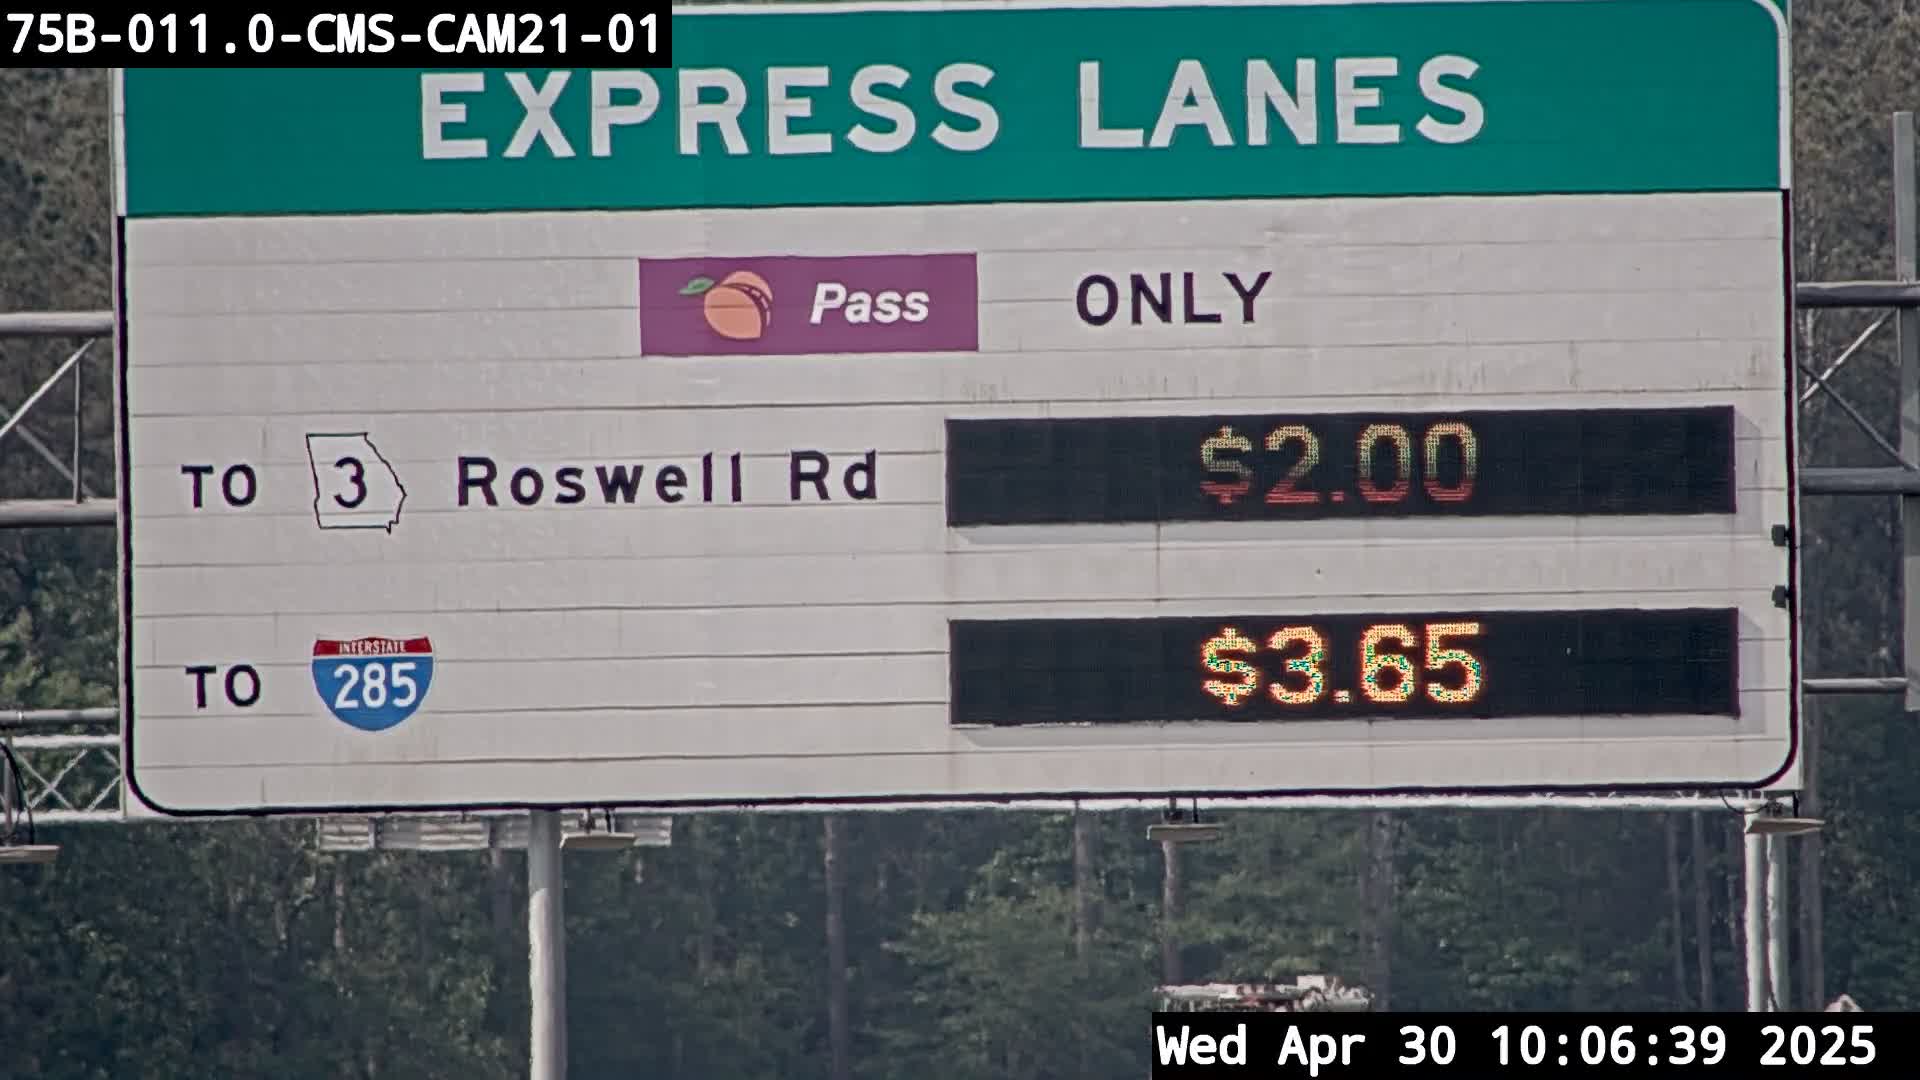 75B-011.0-CMS-CAM21-01
EXPRESS LANES
Pass ONLY
TO 3 Roswell Rd $2.00
INTERSTATE
TO 285 $3.65
Wed Apr 30 10:06:39 2025